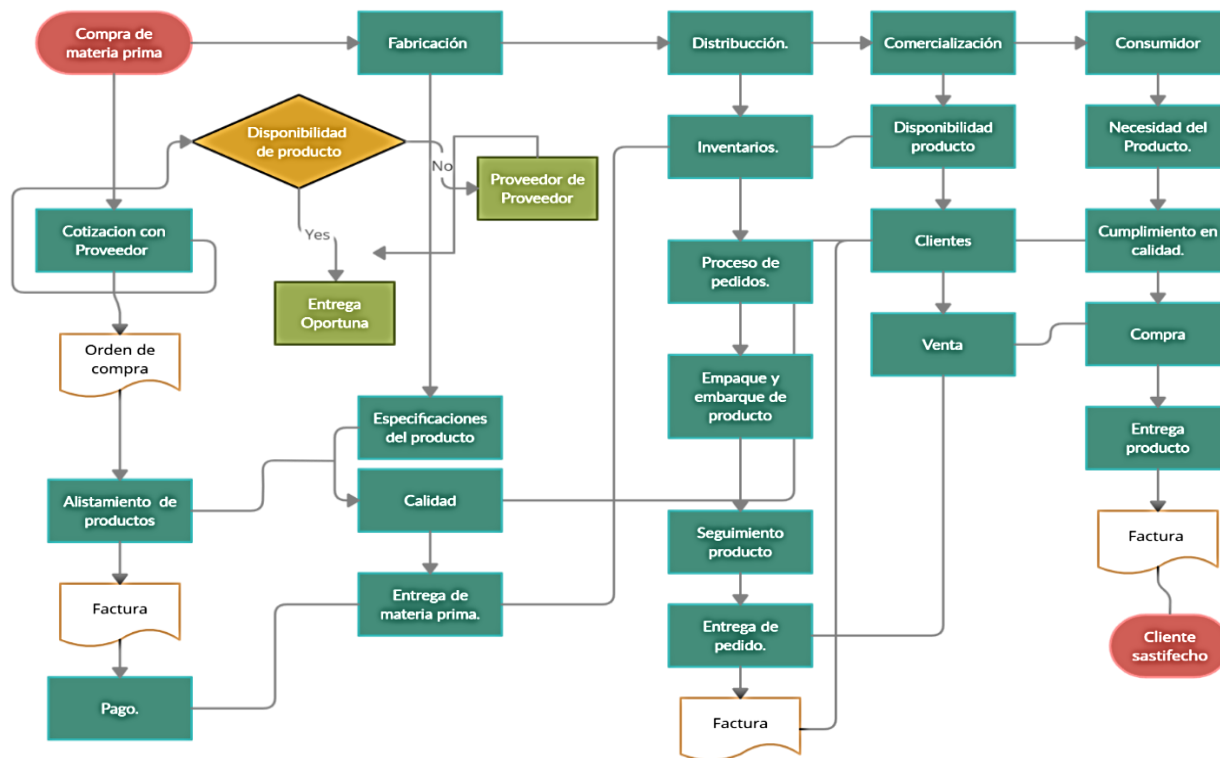 Compra de
materia prima
Fabricación
Distribucción.
Comercialización
Consumidor
Disponibilidad
de producto
No
Yes
Proveedor de
Proveedor
Entrega
Oportuna
Cotizacion con
Proveedor
Orden de
compra
Alistamiento de
productos
Factura
Pago.
Especificaciones
del producto
Calidad
Entrega de
materia prima.
Inventarios.
Proceso de
pedidos.
Empaque y
embarque de
producto
Seguimiento
producto
Entrega de
pedido.
Factura
Disponibilidad
producto
Clientes
Venta
Necesidad del
Producto.
Cumplimiento en
calidad.
Compra
Entrega
producto
Factura
Cliente
sastifecho